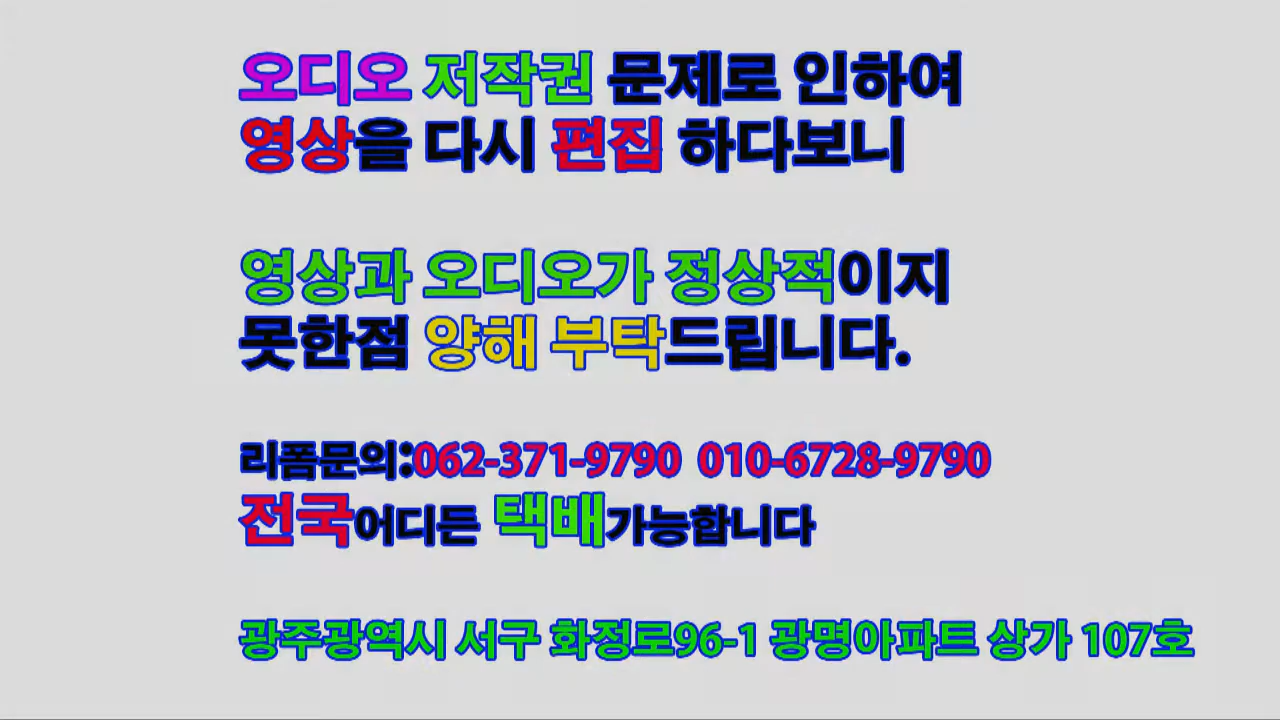 오디오 저작권 문제로 인하여
영상을 다시 편집 하다보니
영상과 오디오가 정상적이지
못한점 양해 부탁드립니다.
리폼문의:062-371-9790 010-6728-9790
전국어디든 택배가능합니다
광주광역시 서구 화정로96-1 광명아파트 상가 107호